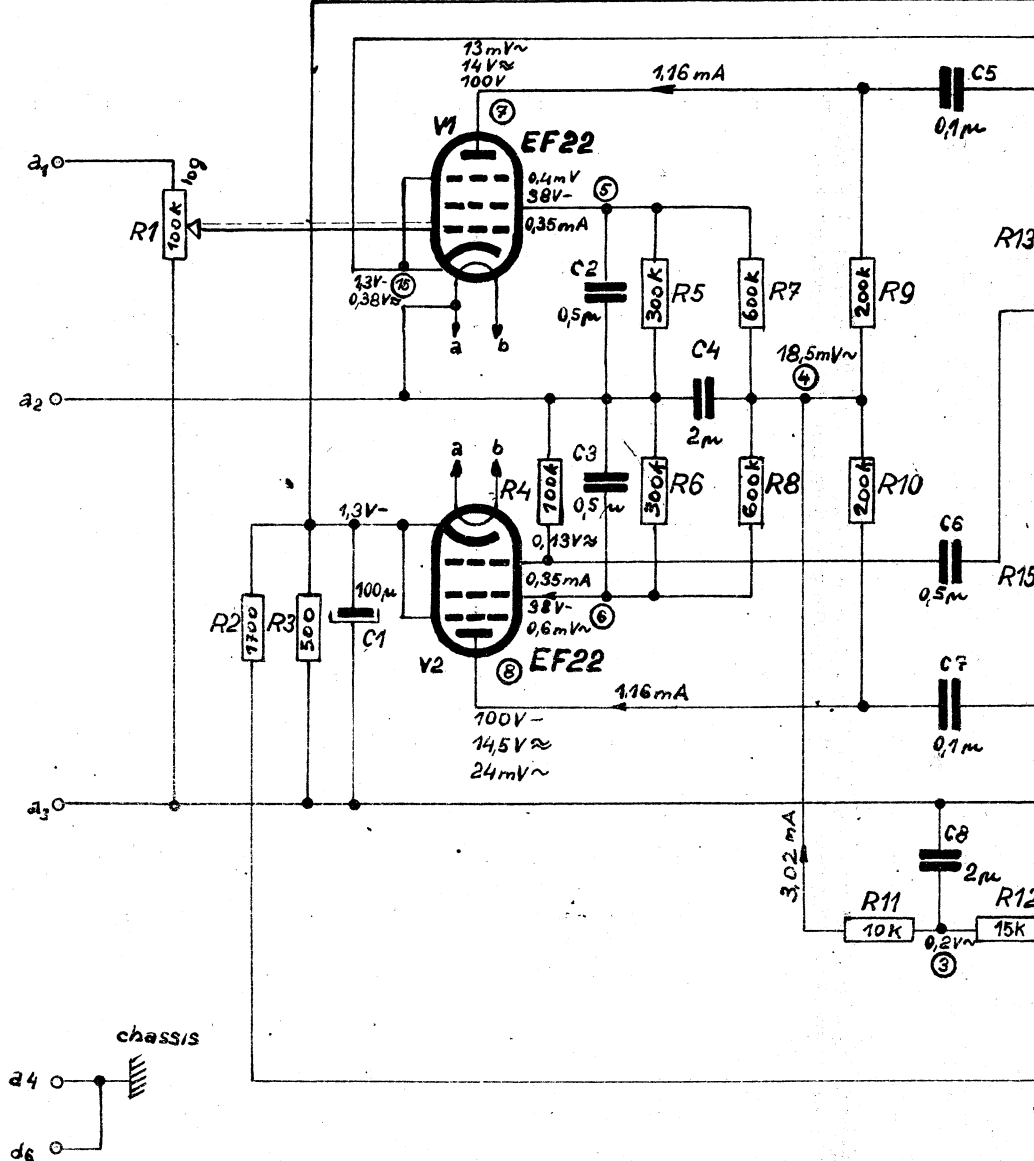 13mV~
14V≈
100V
1,16mA
C5
0,1μ
7
V1
EF22
a1
log
R1
100K
0,4mV
98V-
0,35mA
5
R13
1,3V-
0,38V≈
15
C2
0,5μ
300K
R5
600K
R7
200K
R9
a
b
C4
18,5mV~
4
a2
2μ
a
b
R4
100K
C3
0,5μ
300k
R6
600K
R8
200k
R10
1,3V-
0,13V≈
C6
0,5μ
R15
0,35mA
98V-
0,6mV~
6
100μ
C1
R2
1700
R3
500
V2
8
EF22
1,16mA
C7
0,1μ
100V-
14,5V≈
24mV~
a3
3,02 mA
C8
2μ
R11
10K
R12
15K
0,2V~
3
chassis
a4
d6